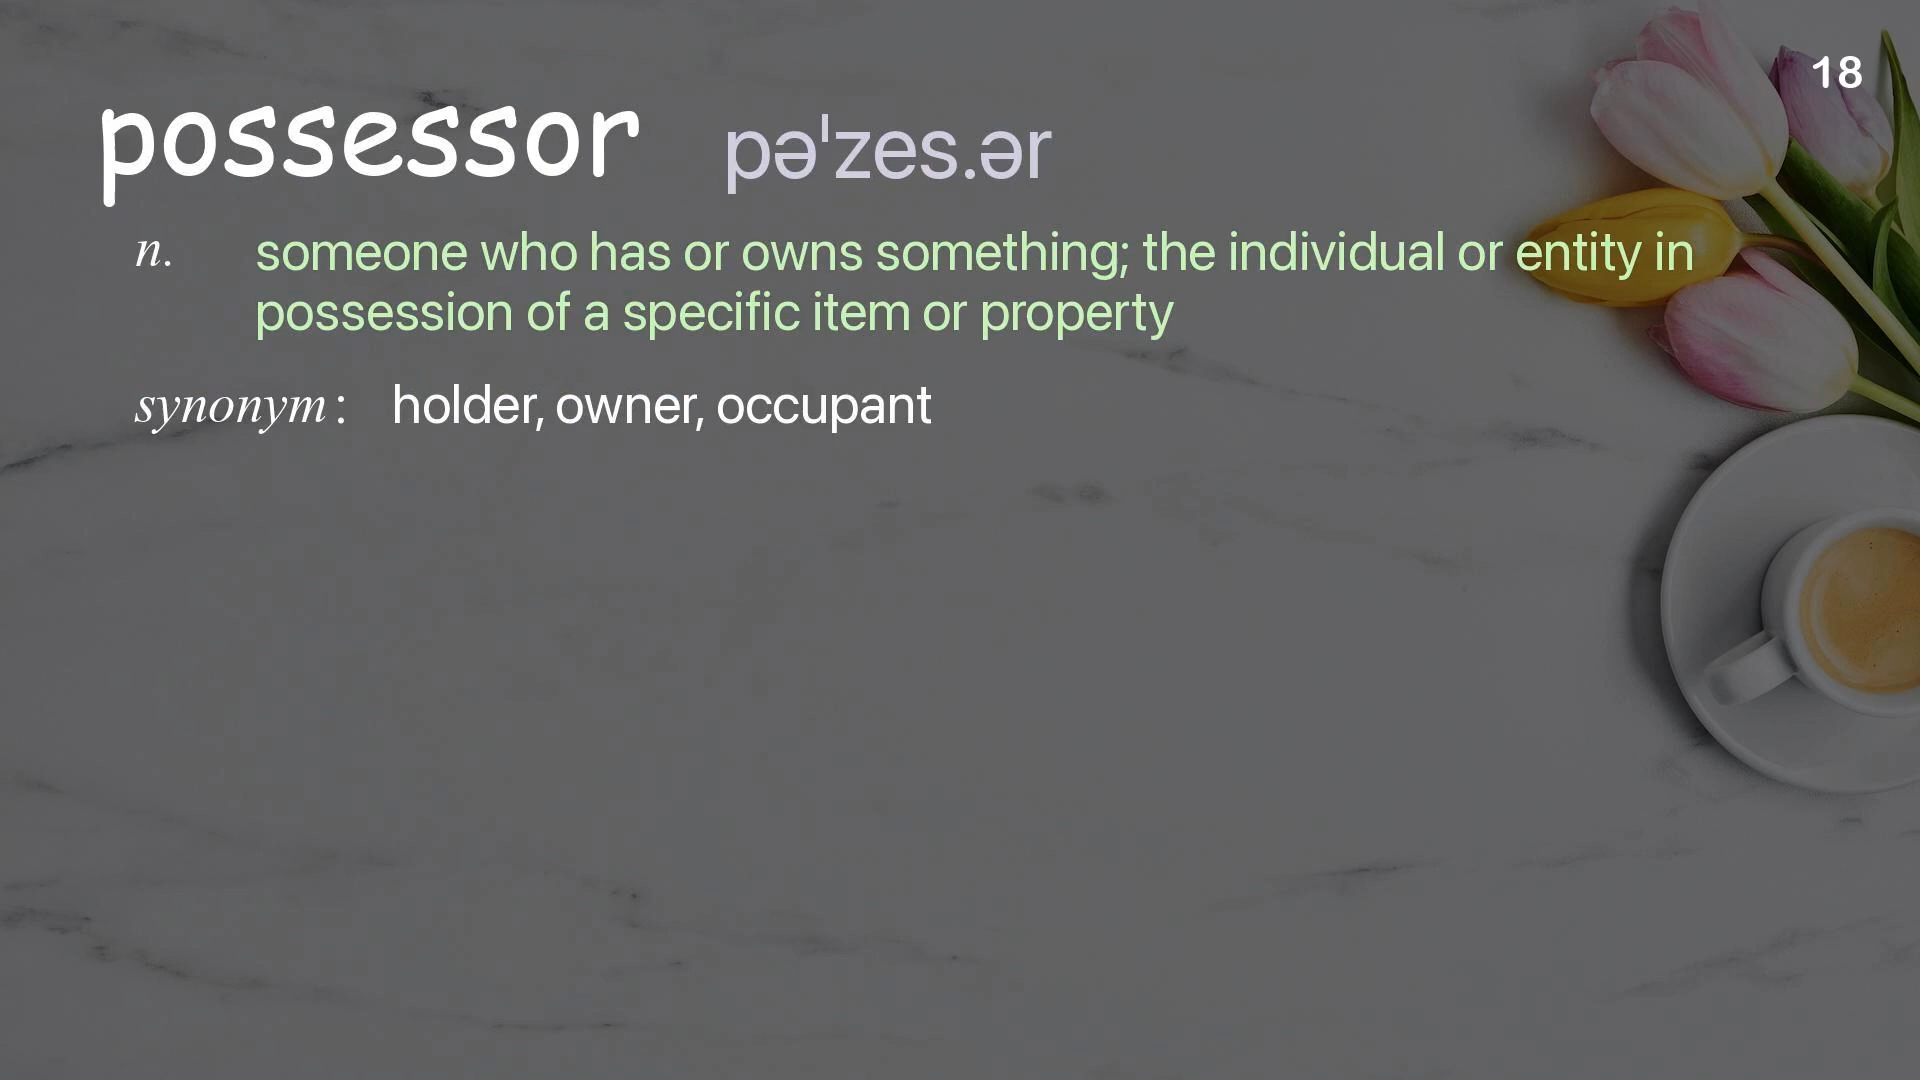 18
possessor pəˈzes.ər
n. someone who has or owns something; the individual or entity in
possession of a specific item or property
synonym: holder, owner, occupant